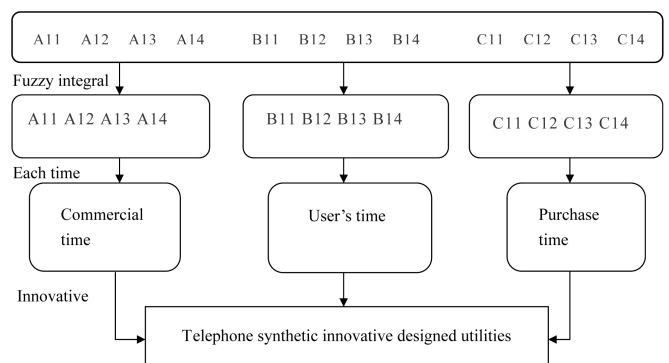 A11 A12 A13 A14 B11 B12 B13 B14 C11 C12 C13 C14
Fuzzy integral
A11 A12 A13 A14 B11 B12 B13 B14 C11 C12 C13 C14
Each time
Commercial
time
User's time
Purchase
time
Innovative
Telephone synthetic innovative designed utilities